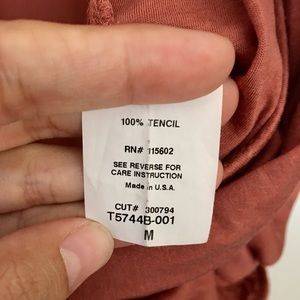 100% TENCIL
RN# 115602
SEE REVERSE FOR
CARE INSTRUCTION
Made in U.S.A.
CUT# 300794
T5744B-001
M